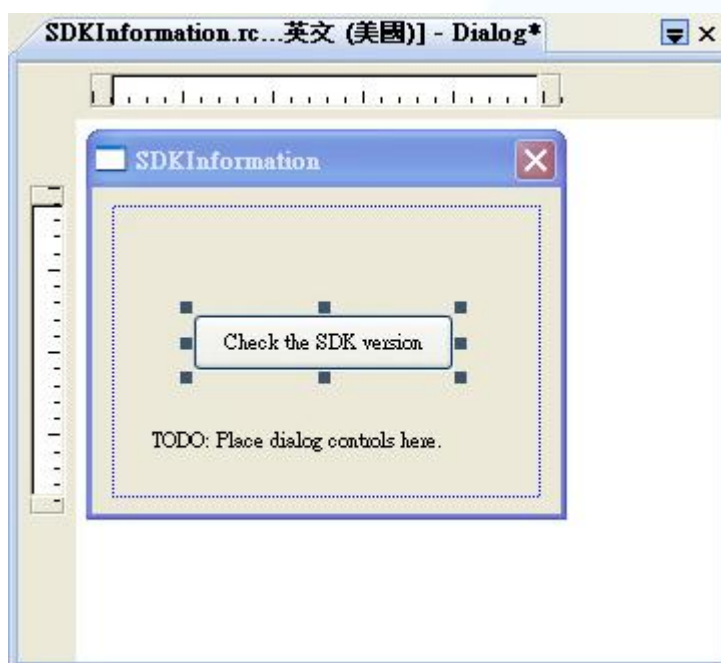 SDKInformation.rc...英文 (美國)] - Dialog*
SDKInformation
Check the SDK version
TODO: Place dialog controls here.